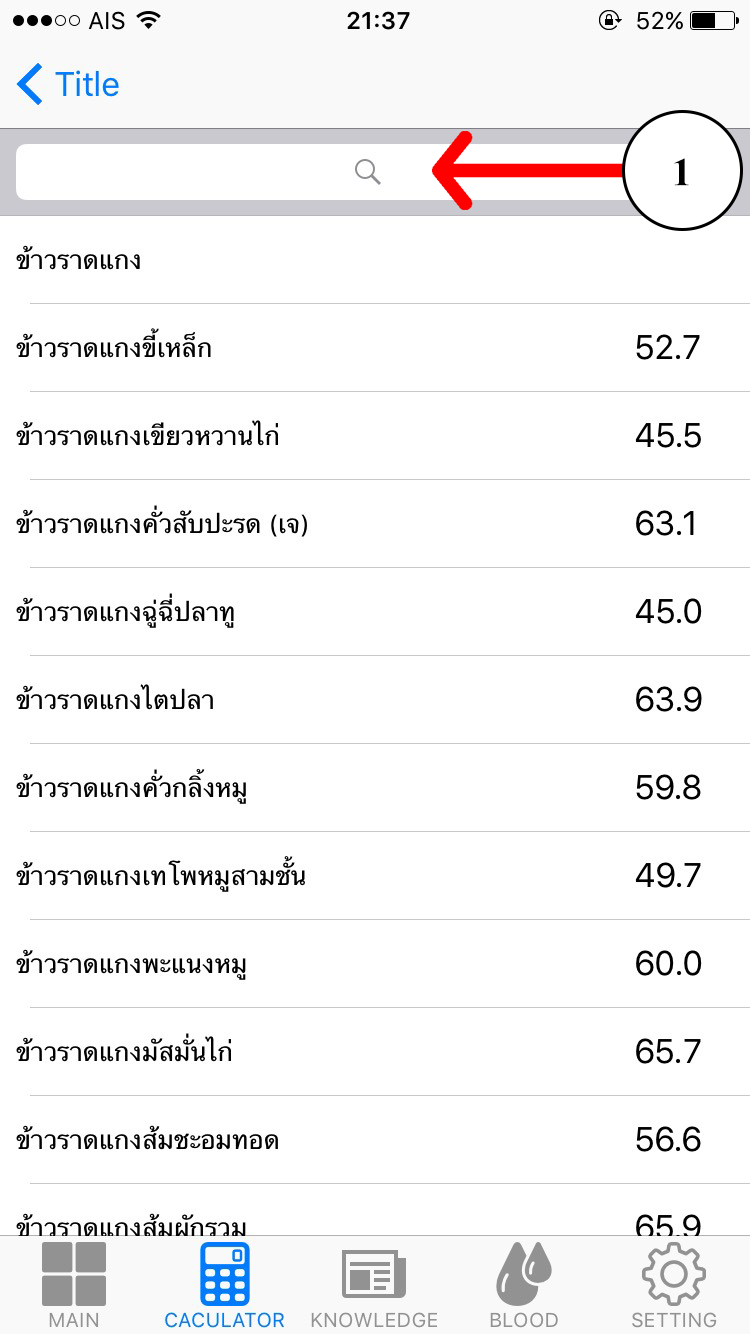 AIS 21:37 52%
Title
1
ข้าวราดแกง
ข้าวราดแกงขี้เหล็ก 52.7
ข้าวราดแกงเขียวหวานไก่ 45.5
ข้าวราดแกงคั่วสับปะรด (เจ) 63.1
ข้าวราดแกงฉู่ฉี่ปลาทู 45.0
ข้าวราดแกงไตปลา 63.9
ข้าวราดแกงคั่วกลิ้งหมู 59.8
ข้าวราดแกงเทโพหมูสามชั้น 49.7
ข้าวราดแกงพะแนงหมู 60.0
ข้าวราดแกงมัสมั่นไก่ 65.7
ข้าวราดแกงส้มชะอมทอด 56.6
ข้าวราดแกงส้มผักรวม 65.9
MAIN CACULATOR KNOWLEDGE BLOOD SETTING